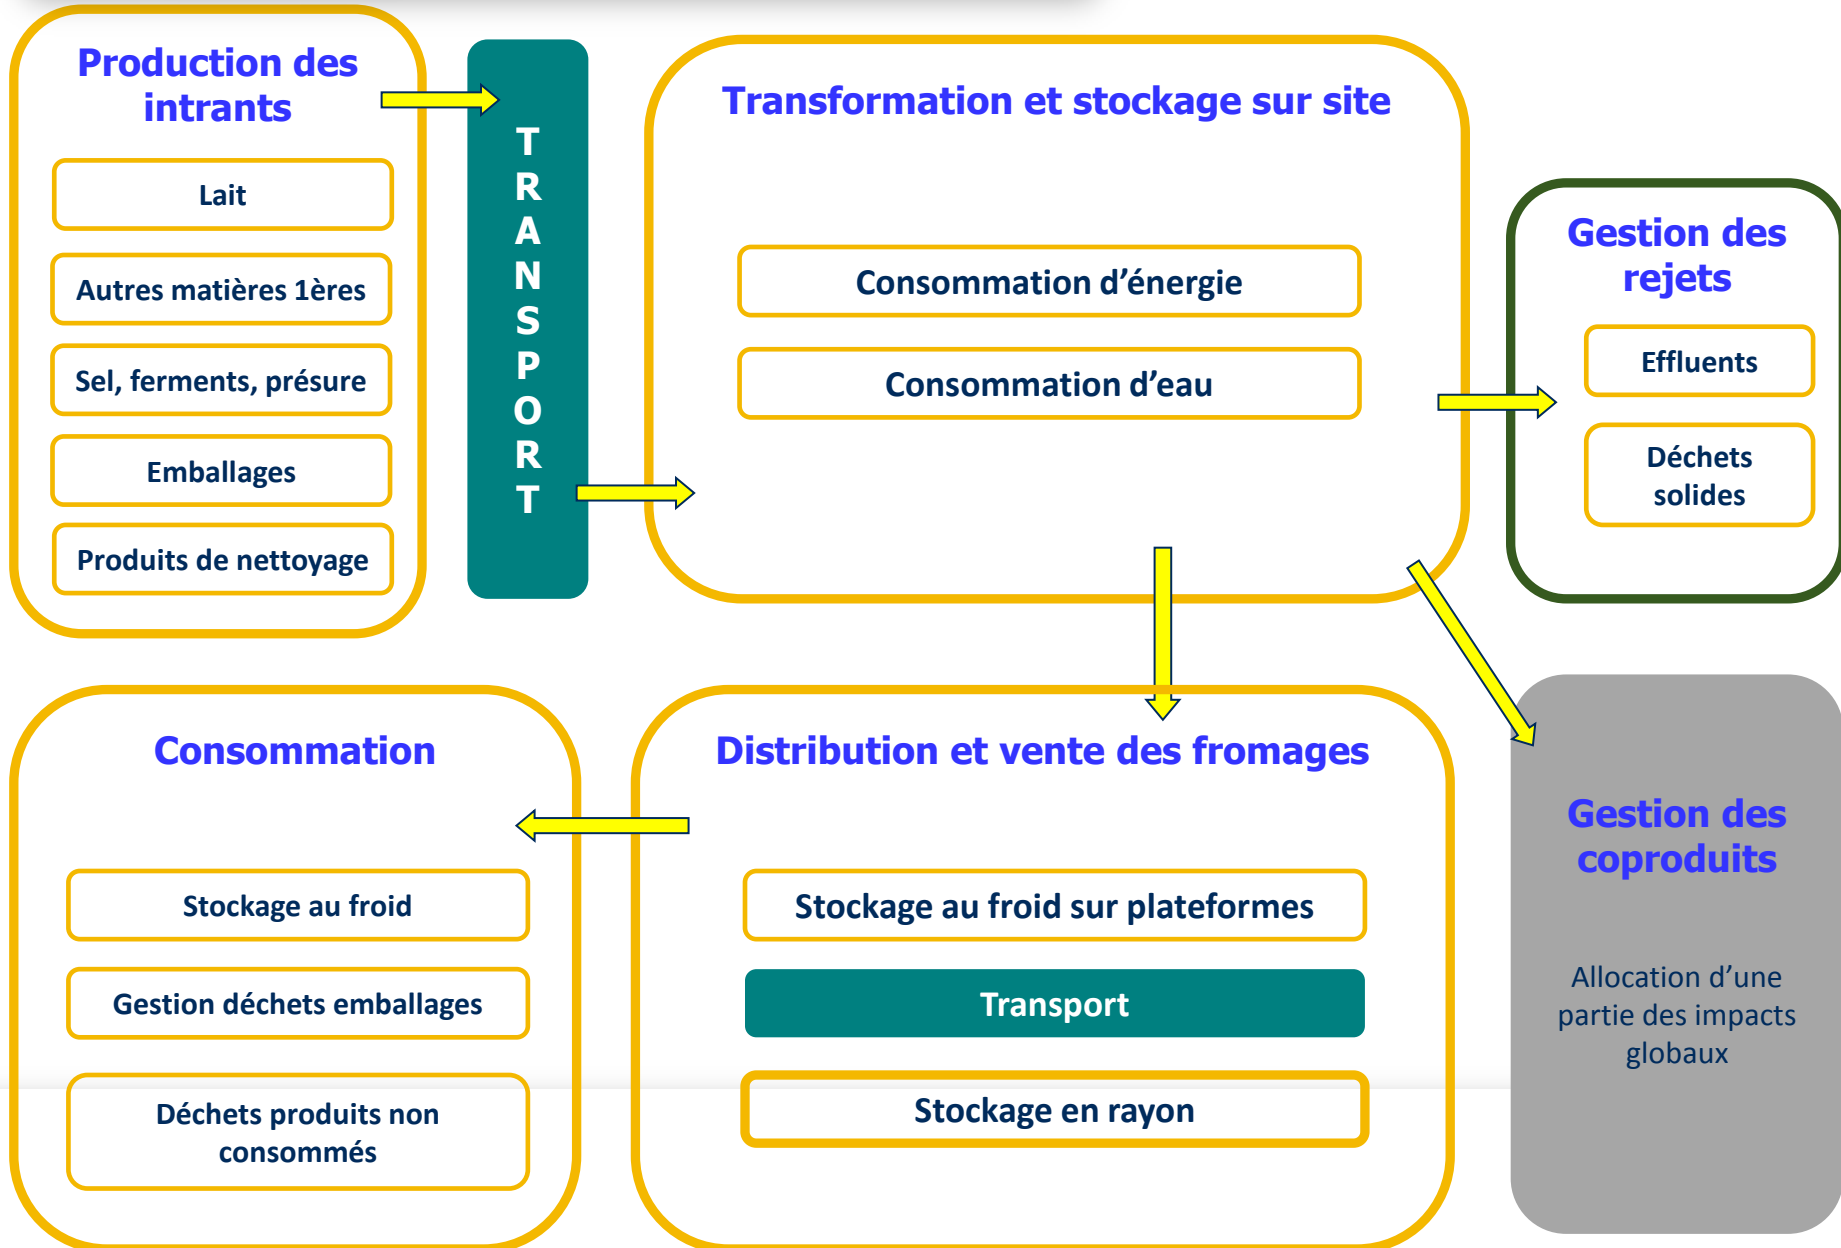 Production des
intrants
Lait
Autres matières 1ères
Sel, ferments, présure
Emballages
Produits de nettoyage
T
R
A
N
S
P
O
R
T
Transformation et stockage sur site
Consommation d’énergie
Consommation d’eau
Gestion des
rejets
Effluents
Déchets
solides
Consommation
Stockage au froid
Gestion déchets emballages
Déchets produits non
consommés
Distribution et vente des fromages
Stockage au froid sur plateformes
Transport
Stockage en rayon
Gestion des
coproduits
Allocation d’une
partie des impacts
globaux